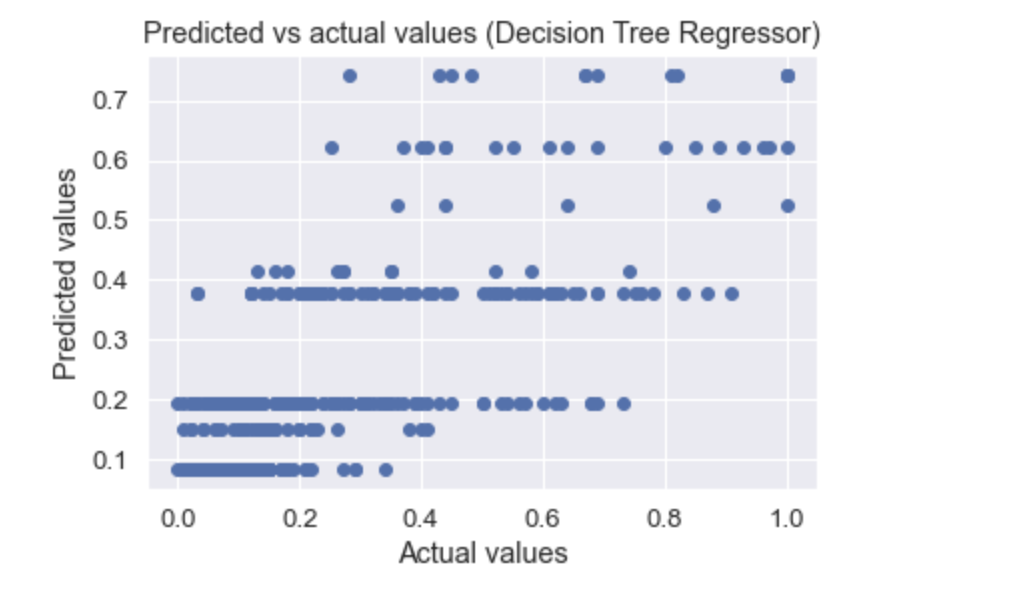 Predicted vs actual values (Decision Tree Regressor)
0.7
0.6
0.5
0.4
0.3
0.2
0.1
Predicted values
0.0 0.2 0.4 0.6 0.8 1.0
Actual values